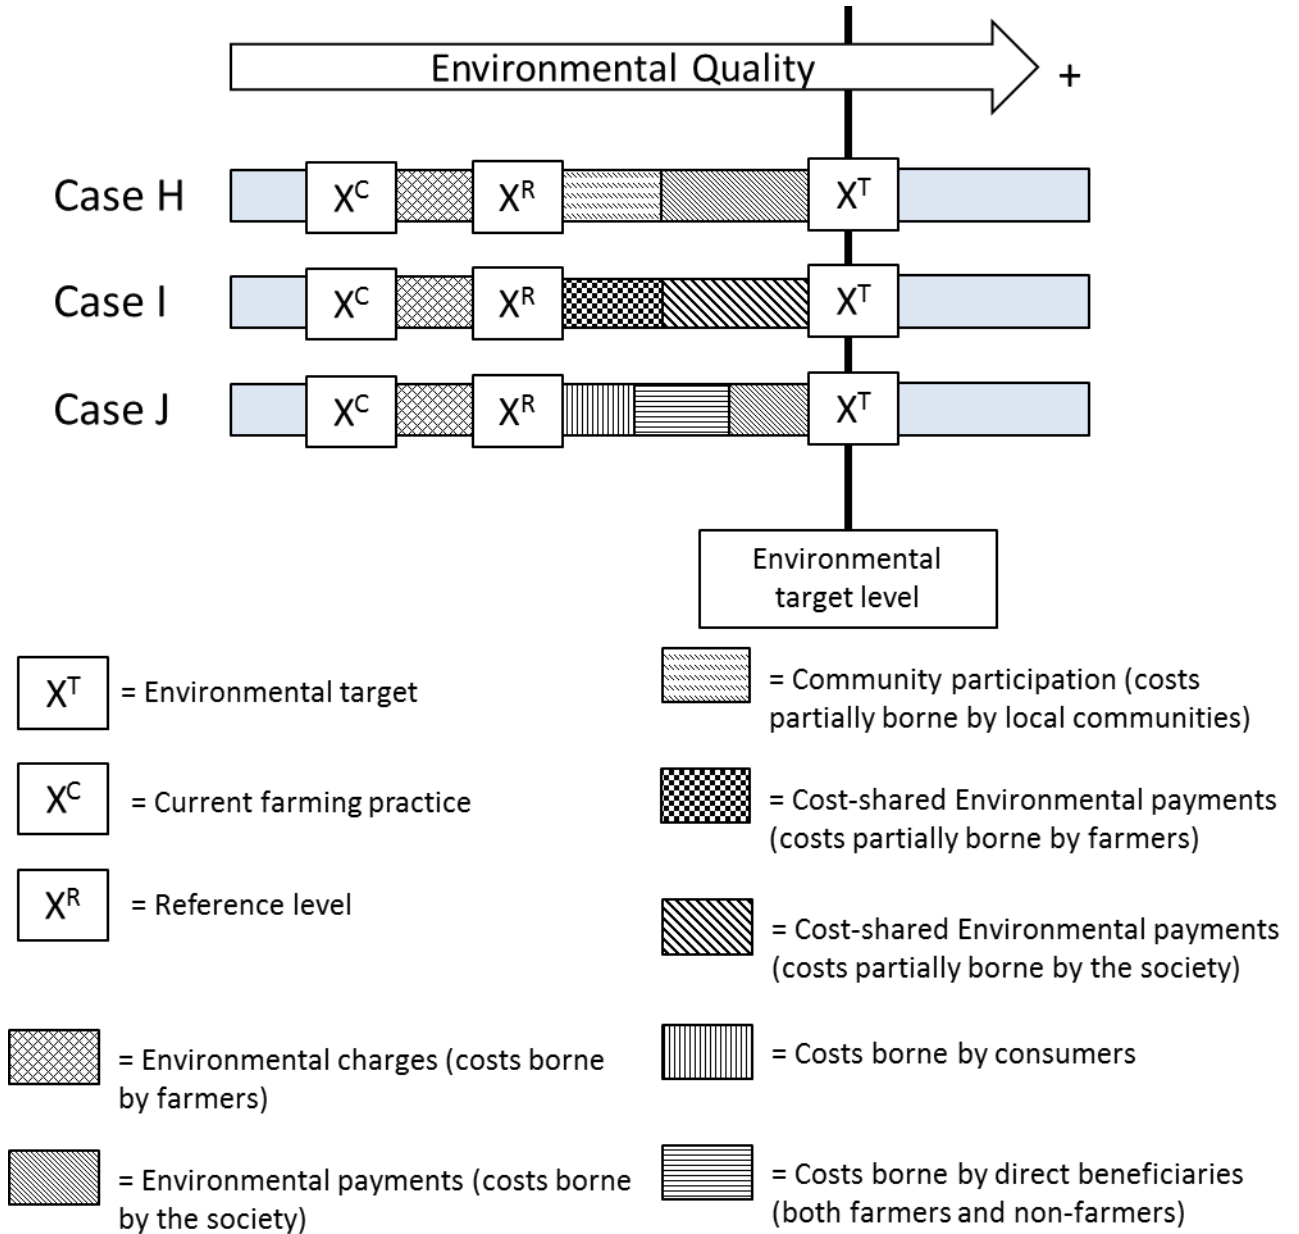 Environmental Quality
+
Case H
X^C
X^R
X^T
Case I
X^C
X^R
X^T
Case J
X^C
X^R
X^T
Environmental
target level
X^T
= Environmental target
X^C
= Current farming practice
X^R
= Reference level
= Environmental charges (costs borne
by farmers)
= Environmental payments (costs borne
by the society)
= Community participation (costs
partially borne by local communities)
= Cost-shared Environmental payments
(costs partially borne by farmers)
= Cost-shared Environmental payments
(costs partially borne by the society)
= Costs borne by consumers
= Costs borne by direct beneficiaries
(both farmers and non-farmers)